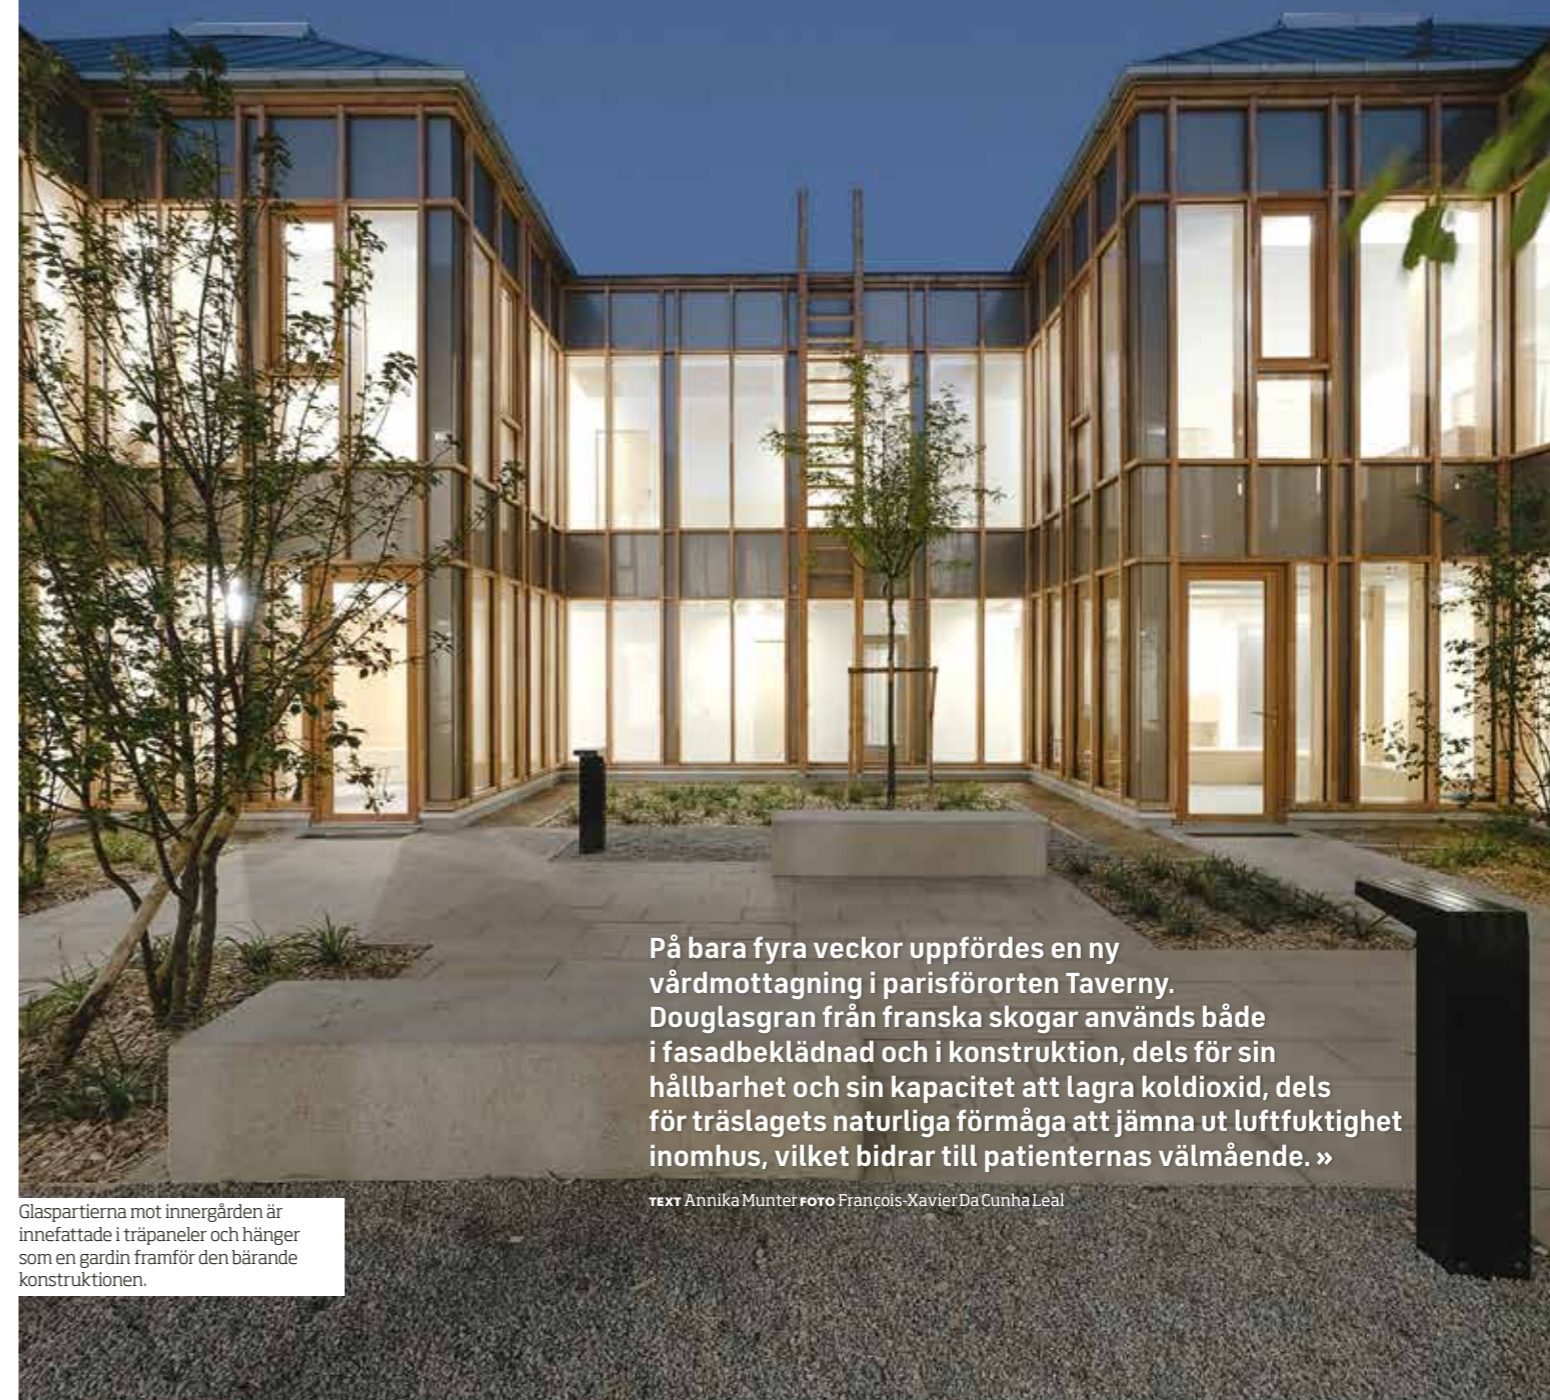 På bara fyra veckor uppfördes en ny
vårdmottagning i parisförorten Taverny.
Douglasgran från franska skogar används både
i fasadbeklädnad och i konstruktion, dels för sin
hållbarhet och sin kapacitet att lagra koldioxid, dels
för träslagets naturliga förmåga att jämna ut luftfuktighet
inomhus, vilket bidrar till patienternas välmående. »
TEXT Annika Munter FOTO François-Xavier Da Cunha Leal
Glaspartierna mot innergården är
innefattade i träpaneler och hänger
som en gardin framför den bärande
konstruktionen.